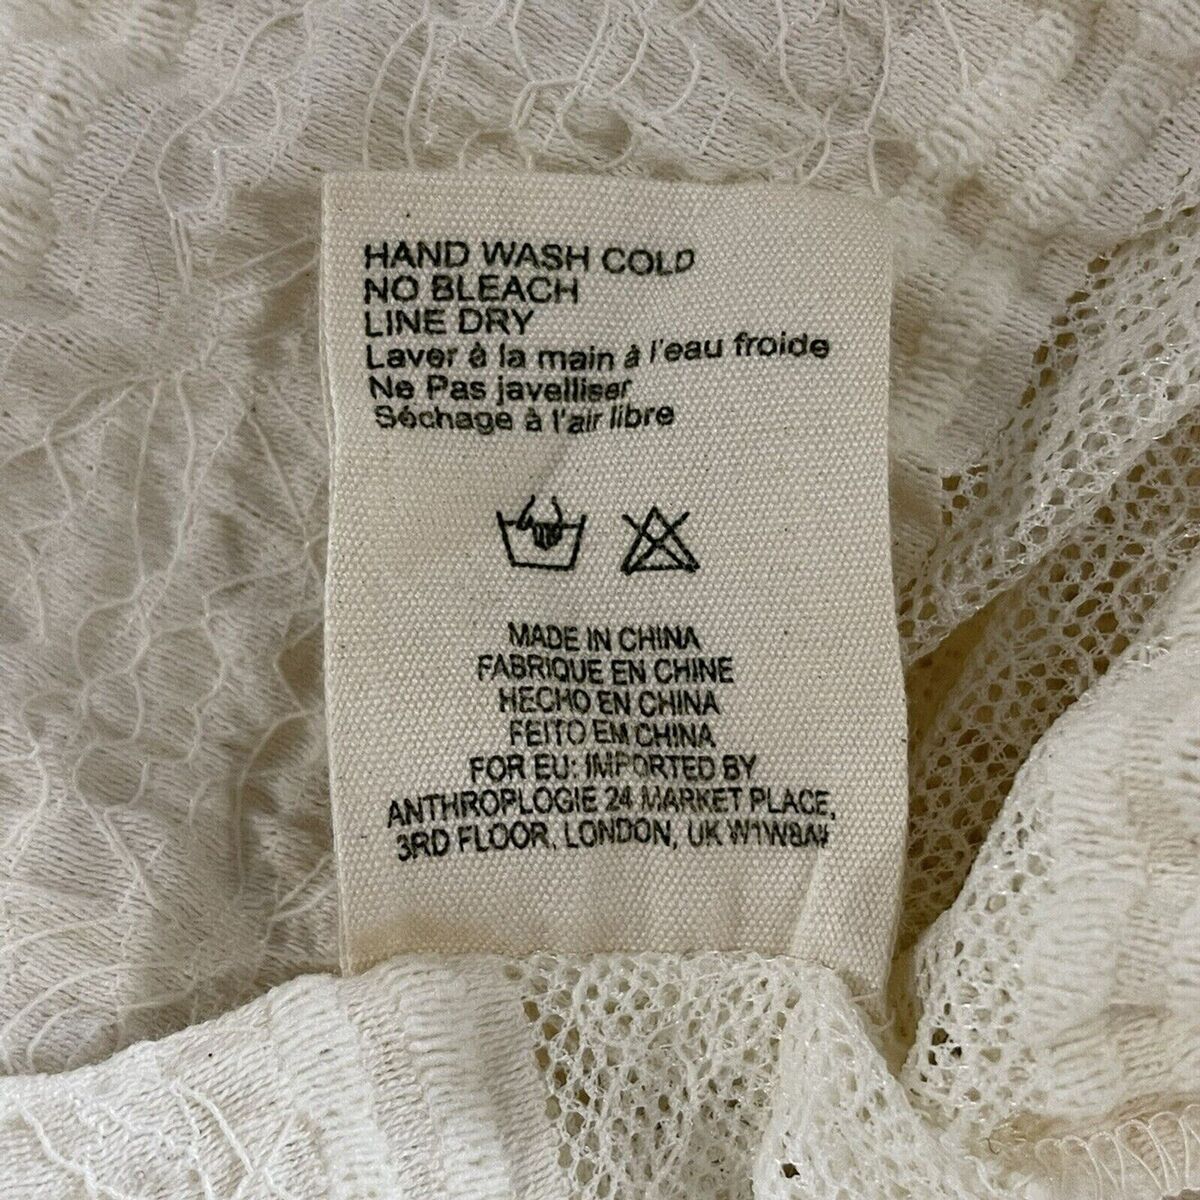 HAND WASH COLD
NO BLEACH
LINE DRY
Laver à la main à l'eau froide
Ne Pas javelliser
Séchage à l'air libre
MADE IN CHINA
FABRIQUE EN CHINE
HECHO EN CHINA
FEITO EM CHINA
FOR EU: IMPORTED BY
ANTHROPLOGIE 24 MARKET PLACE,
3RD FLOOR, LONDON, UK